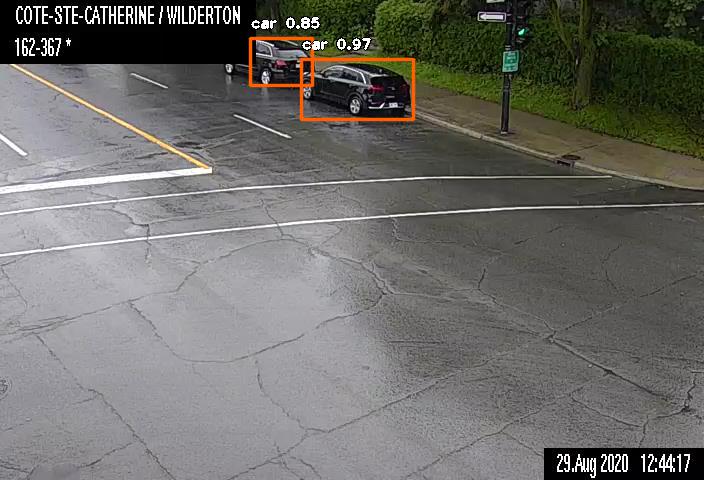 COTE-STE-CATHERINE / WILDERTON
162-367 *
car 0.85
car 0.97
29.Aug 2020 12:44:17